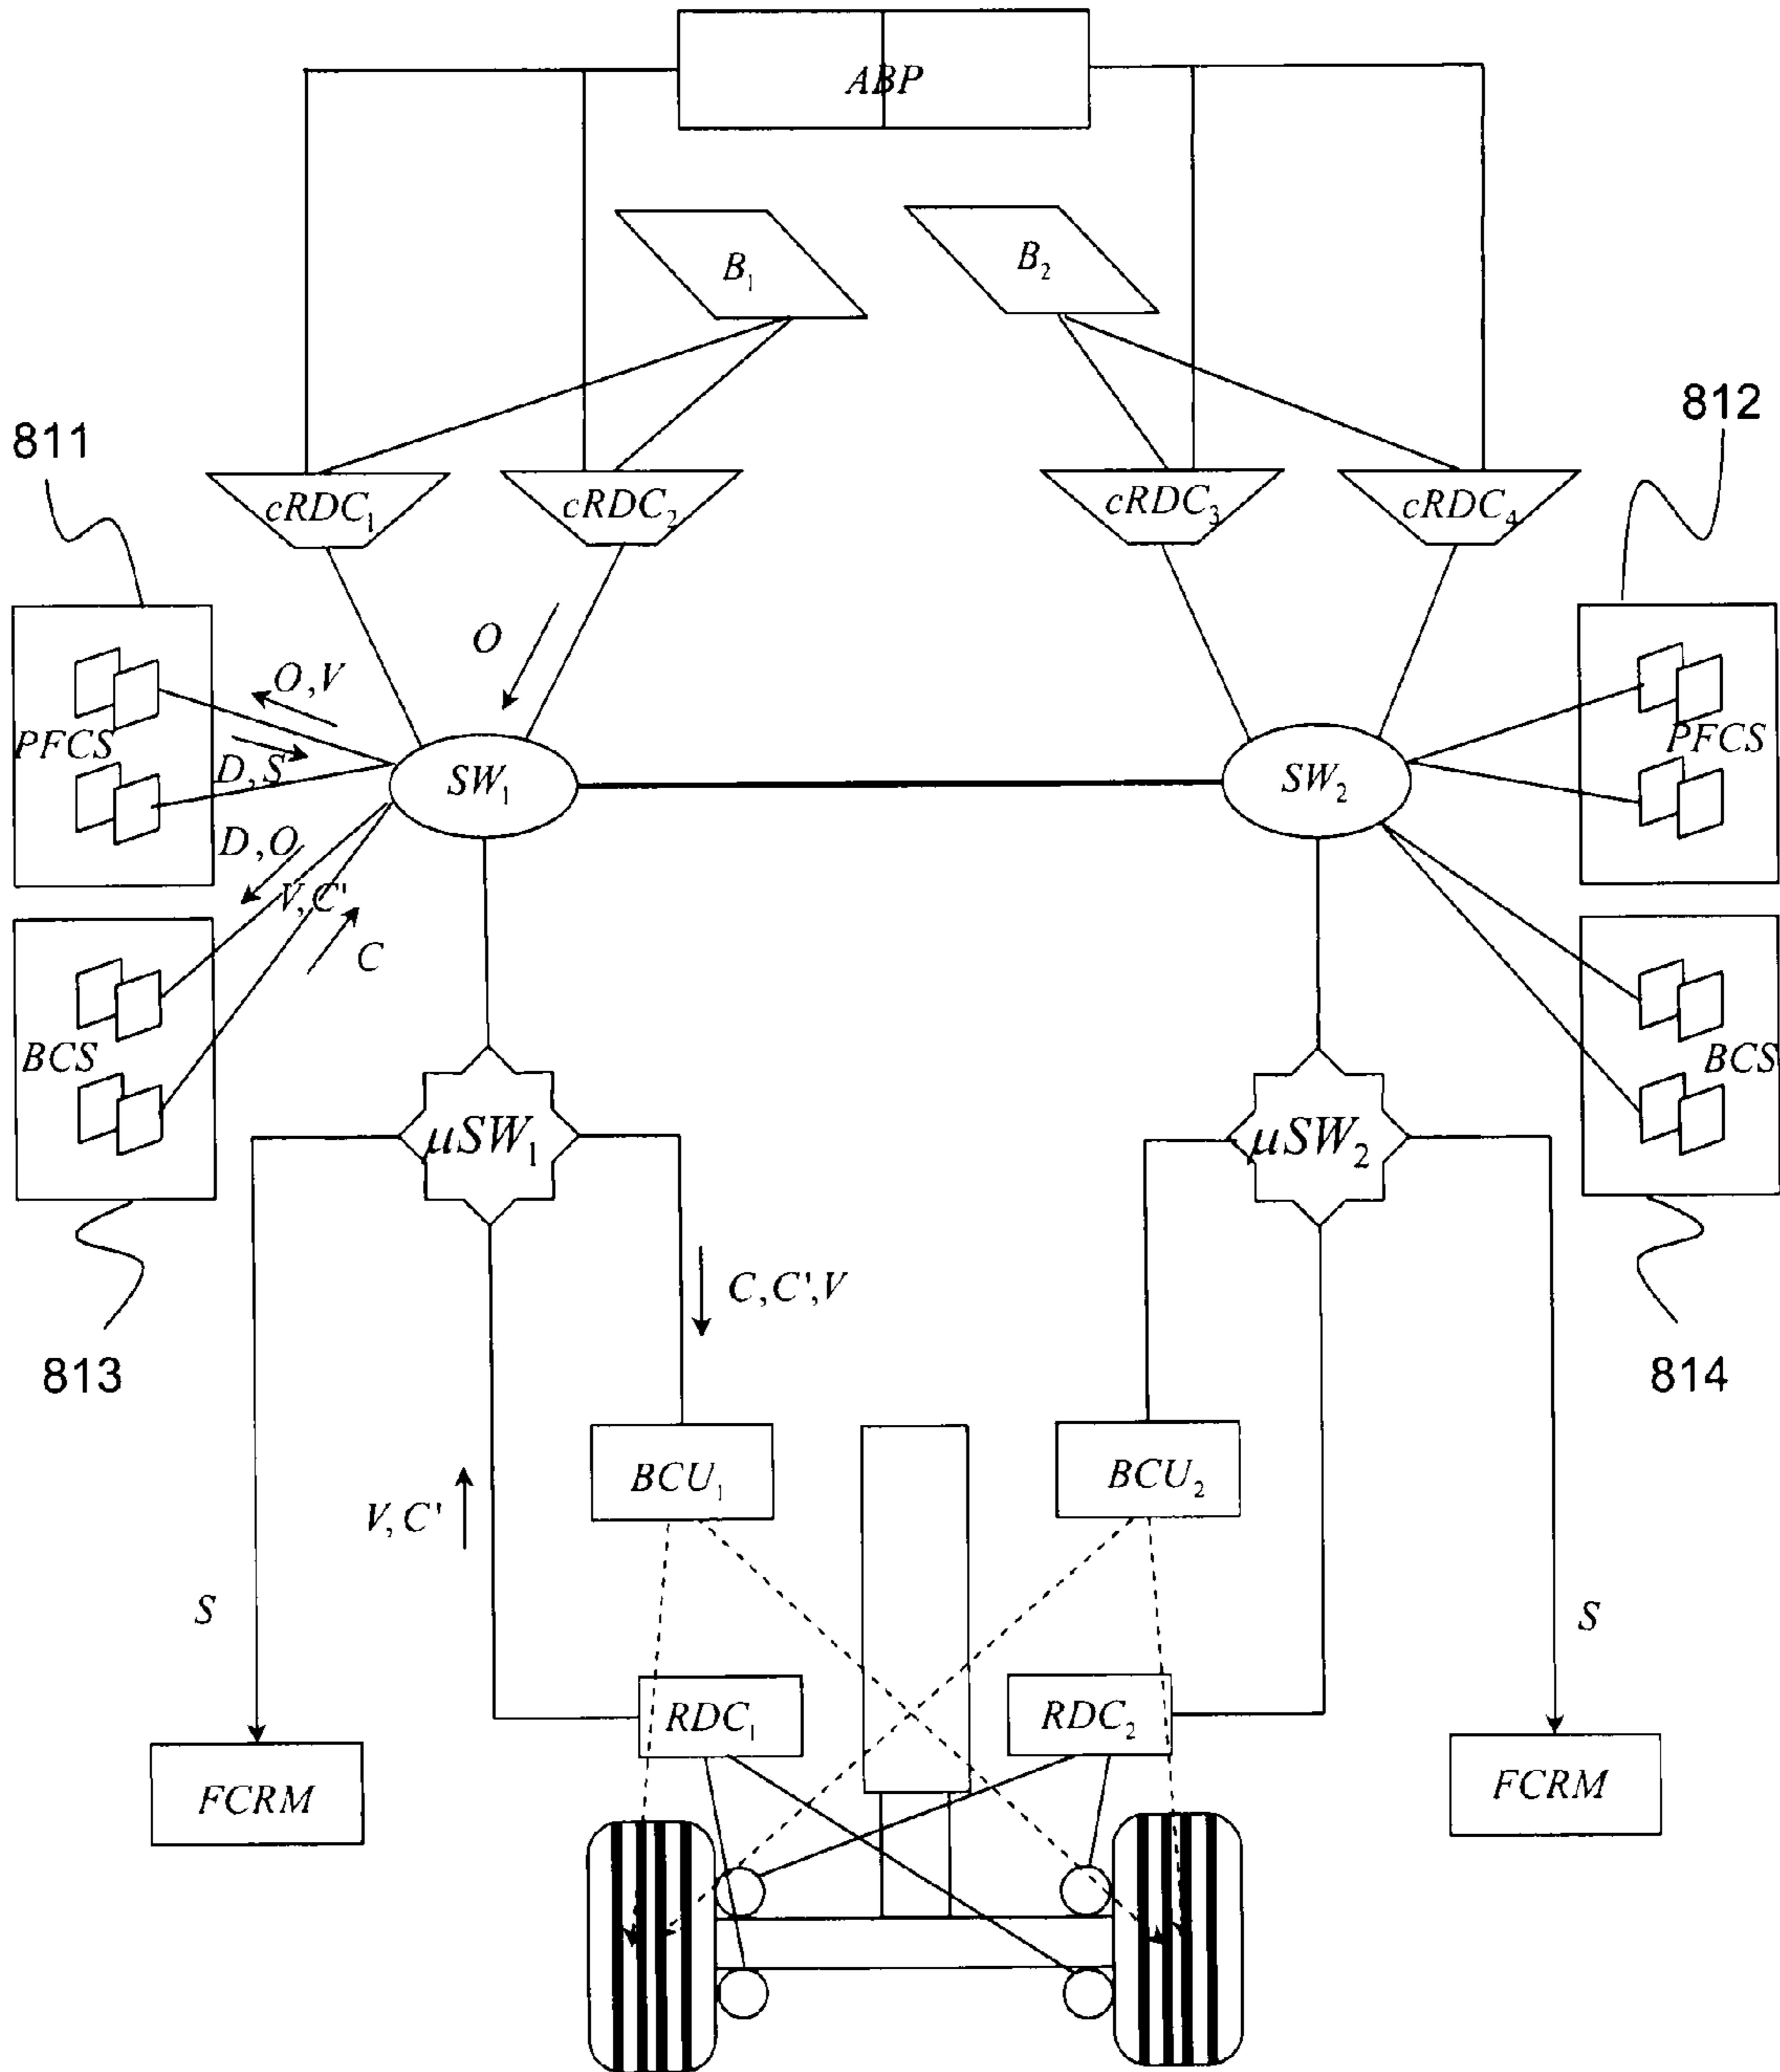 ABP
B₁
B₂
811
812
cRDC₁
cRDC₂
cRDC₃
cRDC₄
O
O,V
PFCS
D,S
SW₁
SW₂
PFCS
D,O
V,C'
C
BCS
BCS
μSW₁
μSW₂
C,C',V
813
814
BCU₁
BCU₂
V,C'
S
S
RDC₁
RDC₂
FCRM
FCRM